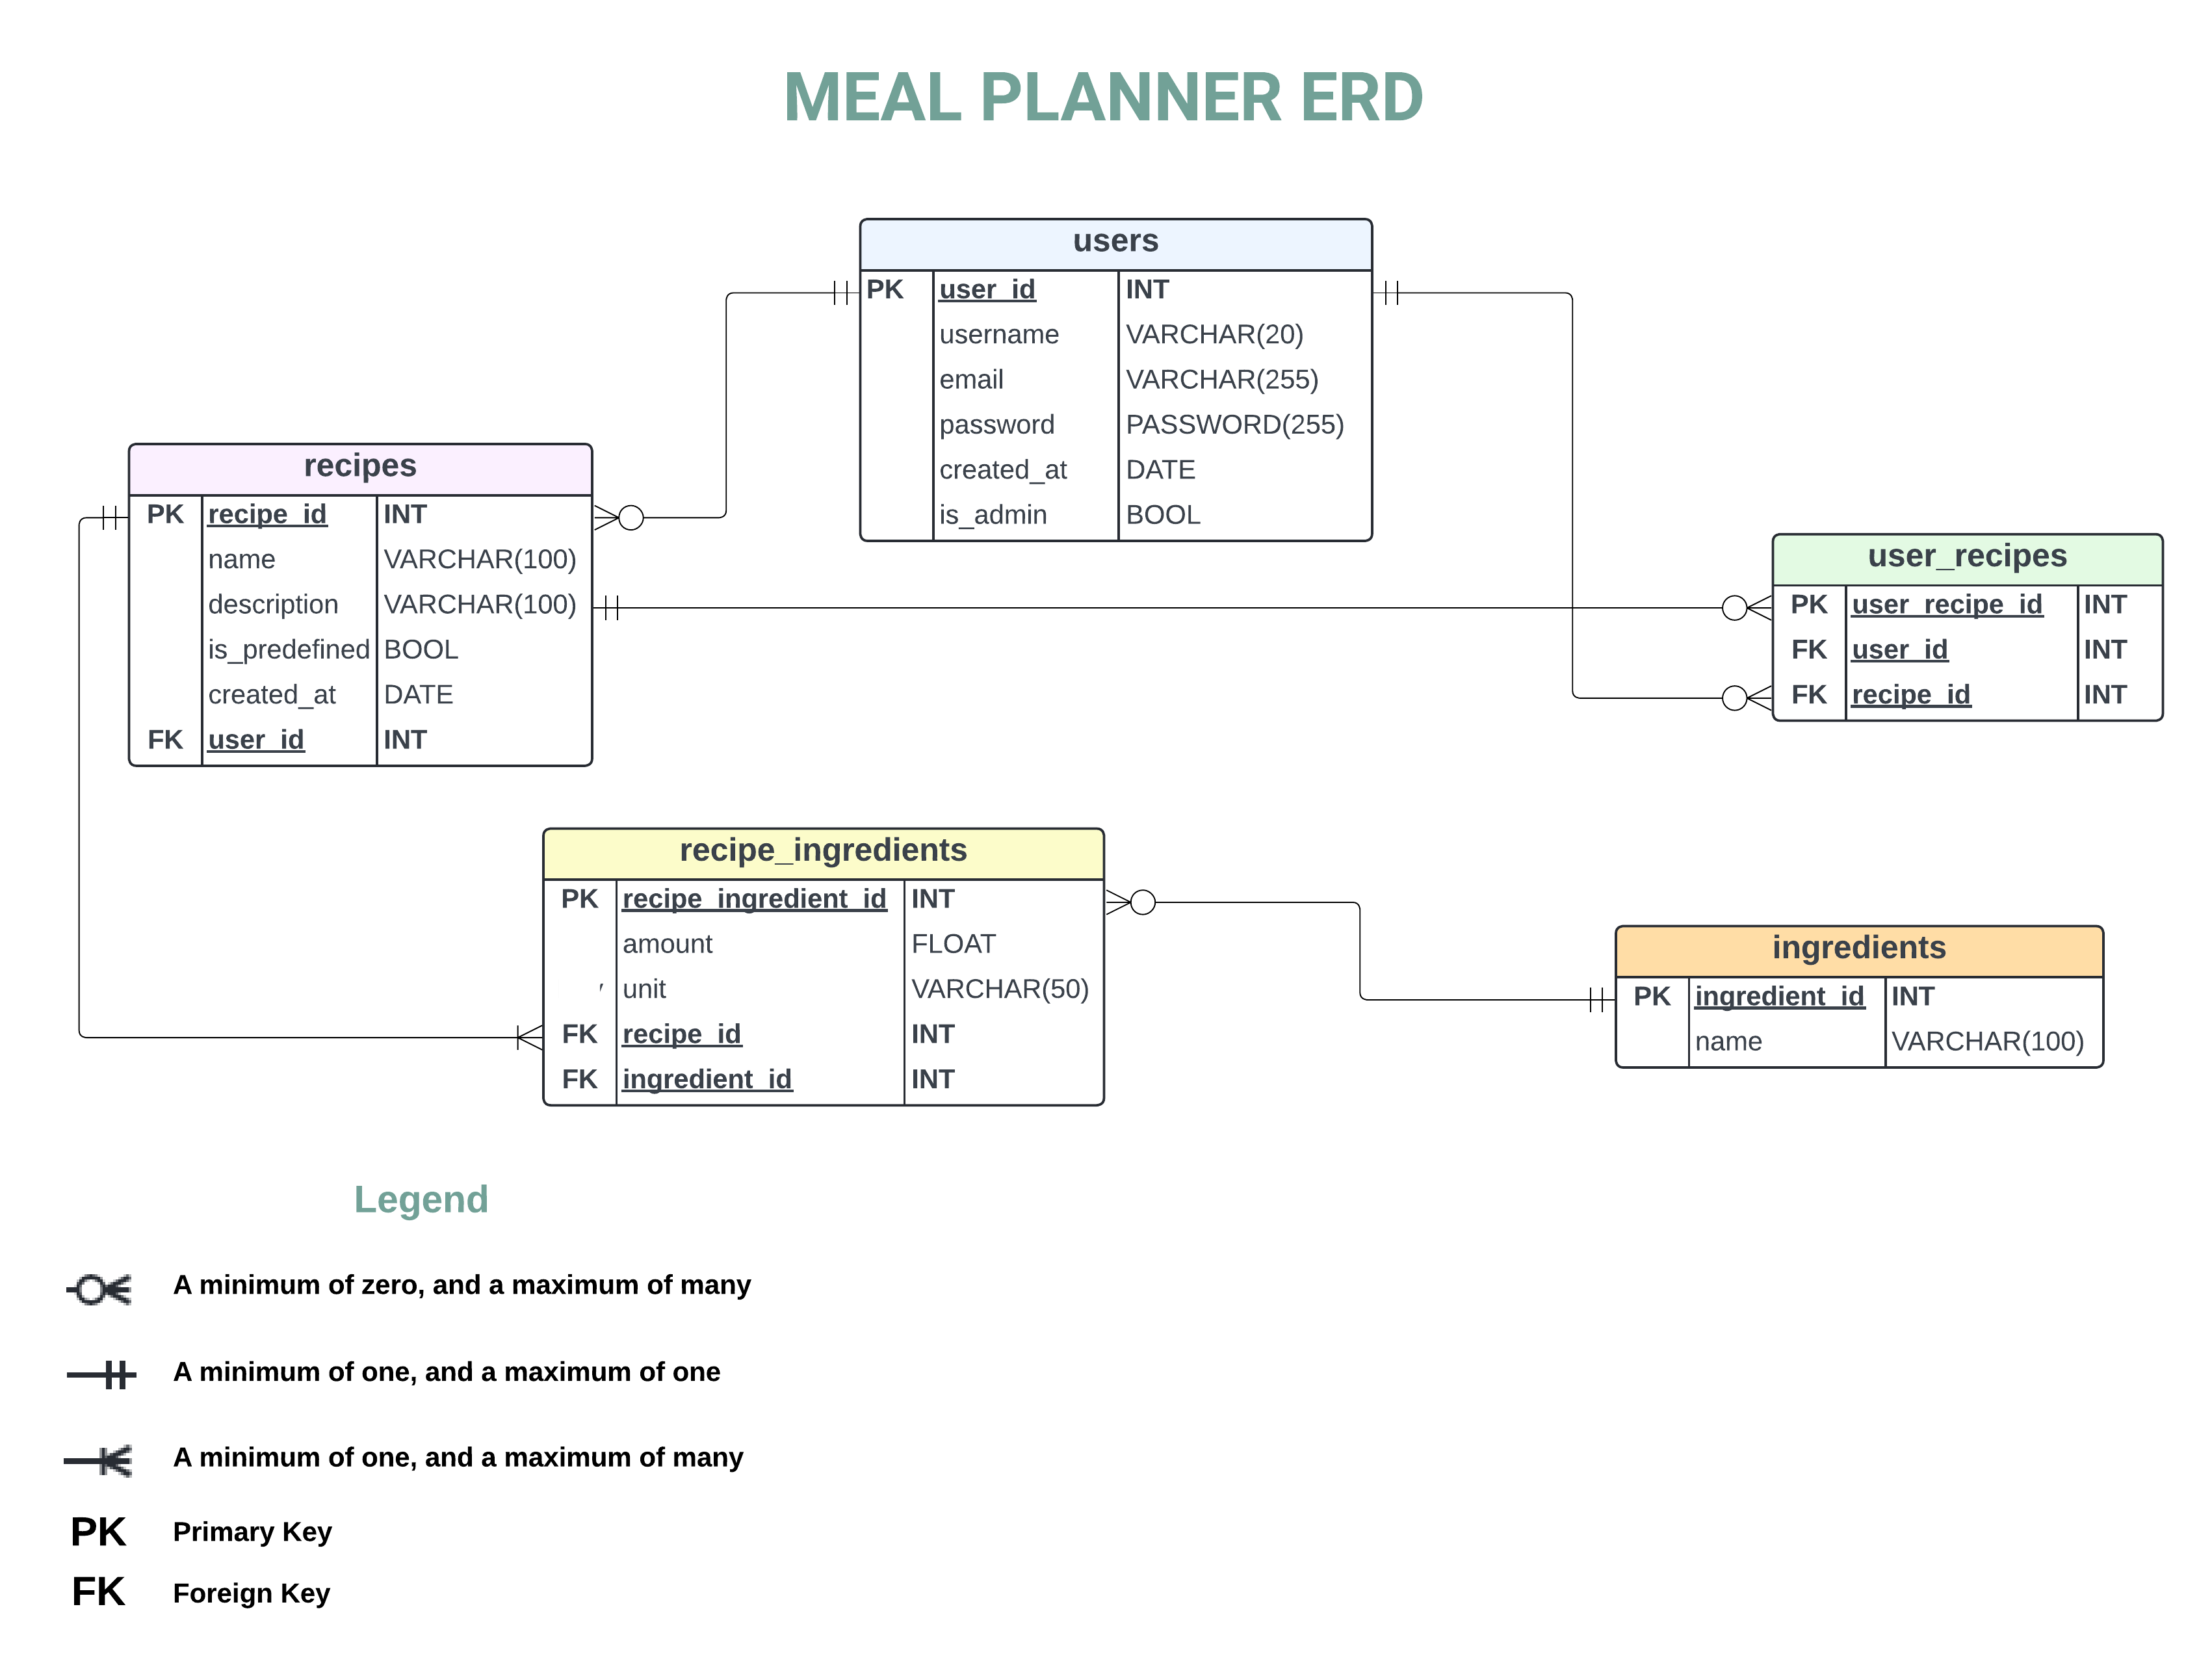 MEAL PLANNER ERD
users
PK user_id INT
username VARCHAR(20)
email VARCHAR(255)
password PASSWORD(255)
created_at DATE
is_admin BOOL
recipes
PK recipe_id INT
name VARCHAR(100)
description VARCHAR(100)
is_predefined BOOL
created_at DATE
FK user_id INT
user_recipes
PK user_recipe_id INT
FK user_id INT
FK recipe_id INT
recipe_ingredients
PK recipe_ingredient_id INT
amount FLOAT
unit VARCHAR(50)
FK recipe_id INT
FK ingredient_id INT
ingredients
PK ingredient_id INT
name VARCHAR(100)
Legend
A minimum of zero, and a maximum of many
A minimum of one, and a maximum of one
A minimum of one, and a maximum of many
PK Primary Key
FK Foreign Key